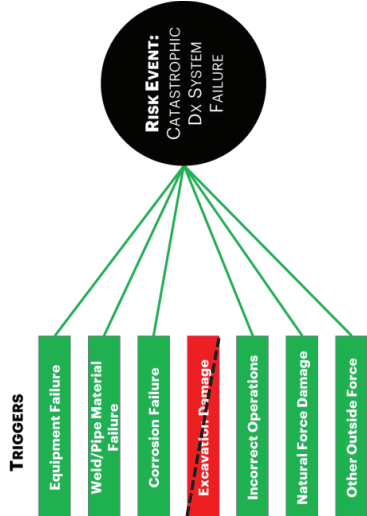 TRIGGERS
Equipment Failure
Weld/Pipe Material
Failure
Corrosion Failure
Excavation Damage
Incorrect Operations
Natural Force Damage
Other Outside Force
RISK EVENT:
CATASTROPHIC
DX SYSTEM
FAILURE